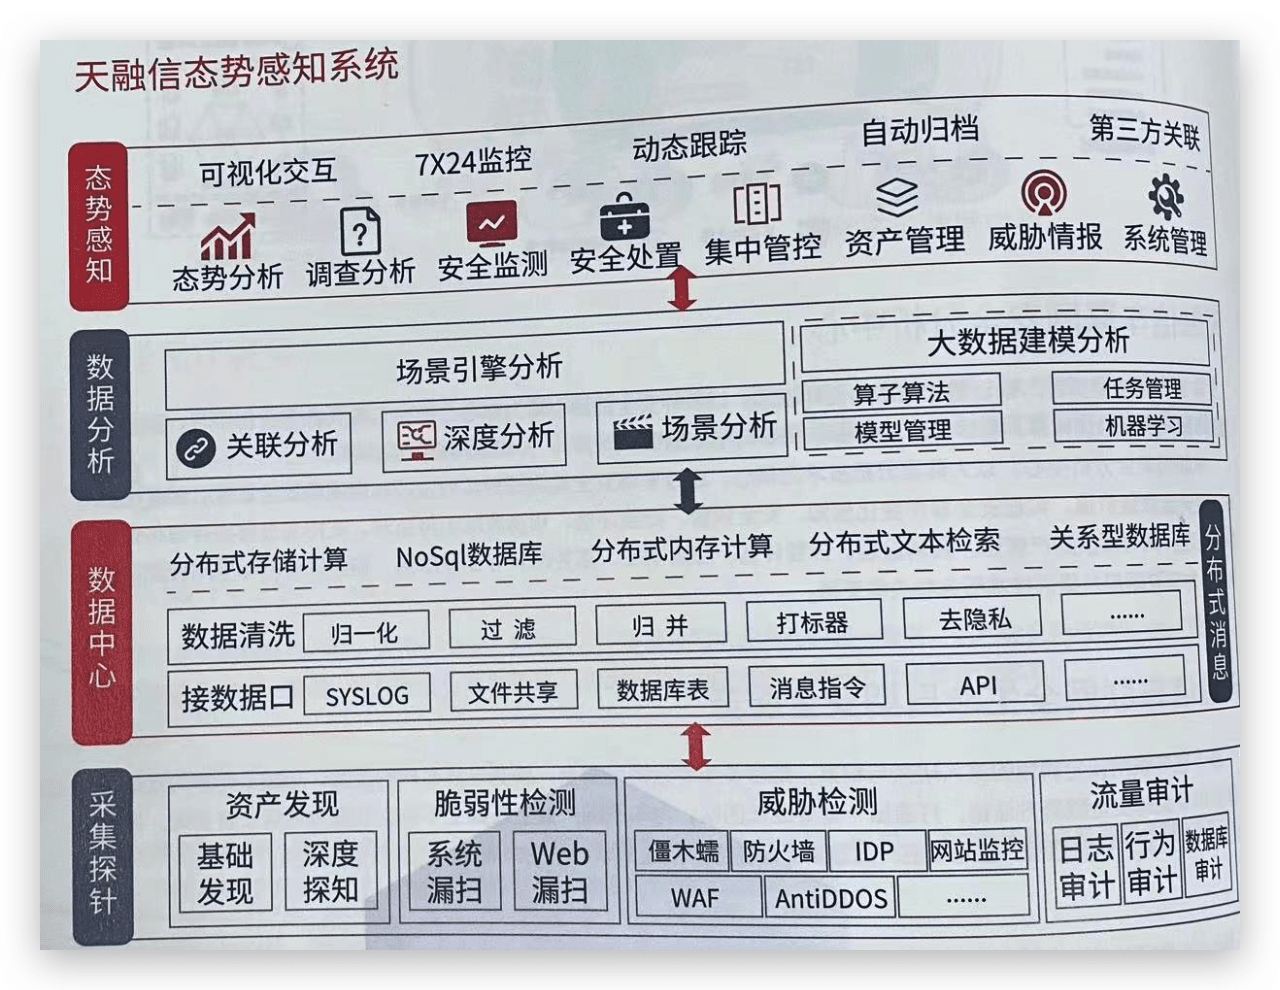 天融信态势感知系统
态势感知
可视化交互 7X24监控 动态跟踪 自动归档 第三方关联
态势分析 调查分析 安全监测 安全处置 集中管控 资产管理 威胁情报 系统管理
数据分析
场景引擎分析
关联分析 深度分析 场景分析
大数据建模分析
算子算法 任务管理
模型管理 机器学习
数据中心
分布式存储计算 NoSql数据库 分布式内存计算 分布式文本检索 关系型数据库
数据清洗 归一化 过滤 归并 打标器 去隐私 ……
接数据口 SYSLOG 文件共享 数据库表 消息指令 API ……
分布式消息
采集探针
资产发现
基础发现 深度探知
脆弱性检测
系统漏扫 Web漏扫
威胁检测
僵木蠕 防火墙 IDP 网站监控
WAF AntiDDOS ……
流量审计
日志审计 行为审计 数据库审计